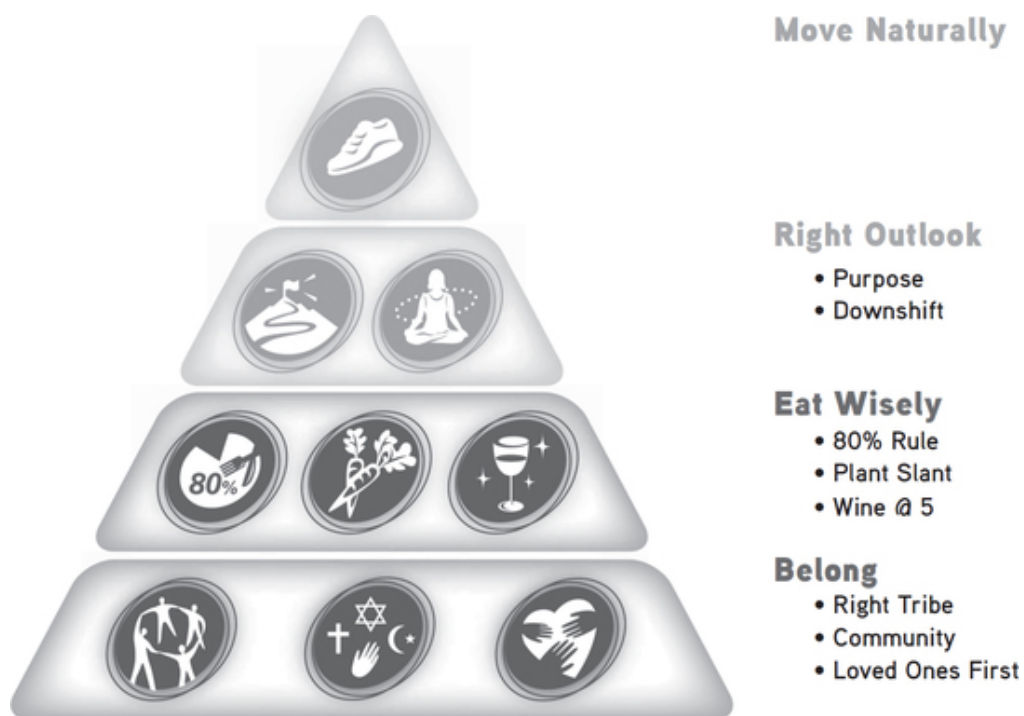 Move Naturally
Right Outlook
• Purpose
• Downshift
80%
Eat Wisely
• 80% Rule
• Plant Slant
• Wine @ 5
Belong
• Right Tribe
• Community
• Loved Ones First